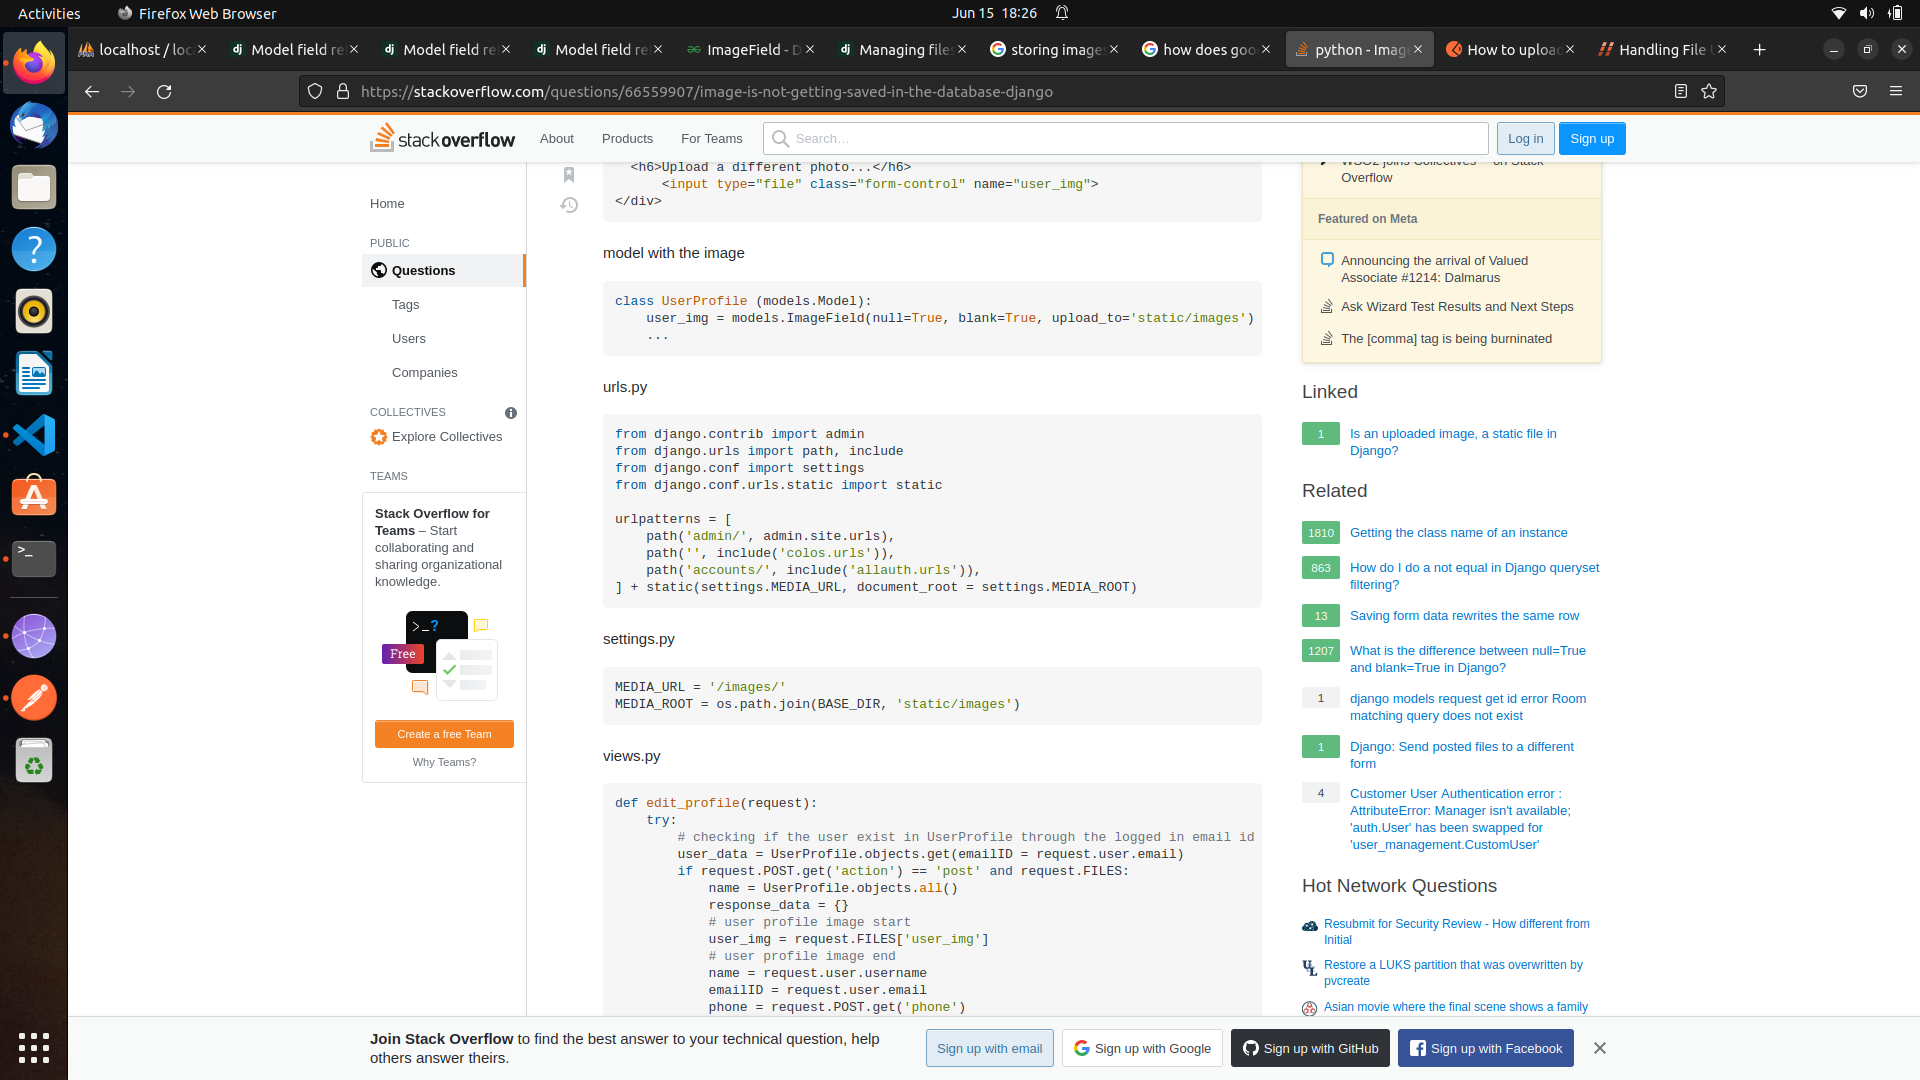 Activities
Firefox Web Browser
Jun 15 18:26
localhost / loc
Model field re
Model field re
Model field re
ImageField - D
Managing files
storing images
how does goo
python - Imag
How to upload
Handling File U
https://stackoverflow.com/questions/66559907/image-is-not-getting-saved-in-the-database-django
stackoverflow
About
Products
For Teams
Search…
Log in
Sign up
Home
PUBLIC
Questions
Tags
Users
Companies
COLLECTIVES
Explore Collectives
TEAMS
Stack Overflow for
Teams – Start
collaborating and
sharing organizational
knowledge.
>_?
Free
Create a free Team
Why Teams?
<h6>Upload a different photo...</h6>
<input type="file" class="form-control" name="user_img">
</div>
model with the image
class UserProfile (models.Model):
user_img = models.ImageField(null=True, blank=True, upload_to='static/images')
...
urls.py
from django.contrib import admin
from django.urls import path, include
from django.conf import settings
from django.conf.urls.static import static
urlpatterns = [
path('admin/', admin.site.urls),
path('', include('colos.urls')),
path('accounts/', include('allauth.urls')),
] + static(settings.MEDIA_URL, document_root = settings.MEDIA_ROOT)
settings.py
MEDIA_URL = '/images/'
MEDIA_ROOT = os.path.join(BASE_DIR, 'static/images')
views.py
def edit_profile(request):
try:
# checking if the user exist in UserProfile through the logged in email id
user_data = UserProfile.objects.get(emailID = request.user.email)
if request.POST.get('action') == 'post' and request.FILES:
name = UserProfile.objects.all()
response_data = {}
# user profile image start
user_img = request.FILES['user_img']
# user profile image end
name = request.user.username
emailID = request.user.email
phone = request.POST.get('phone')
WSO2 joins Collectives™ on Stack
Overflow
Featured on Meta
Announcing the arrival of Valued
Associate #1214: Dalmarus
Ask Wizard Test Results and Next Steps
The [comma] tag is being burninated
Linked
1 Is an uploaded image, a static file in
Django?
Related
1810 Getting the class name of an instance
863 How do I do a not equal in Django queryset
filtering?
13 Saving form data rewrites the same row
1207 What is the difference between null=True
and blank=True in Django?
1 django models request get id error Room
matching query does not exist
1 Django: Send posted files to a different
form
4 Customer User Authentication error :
AttributeError: Manager isn't available;
'auth.User' has been swapped for
'user_management.CustomUser'
Hot Network Questions
Resubmit for Security Review - How different from
Initial
Restore a LUKS partition that was overwritten by
pvcreate
Asian movie where the final scene shows a family
Join Stack Overflow to find the best answer to your technical question, help
others answer theirs.
Sign up with email
Sign up with Google
Sign up with GitHub
Sign up with Facebook